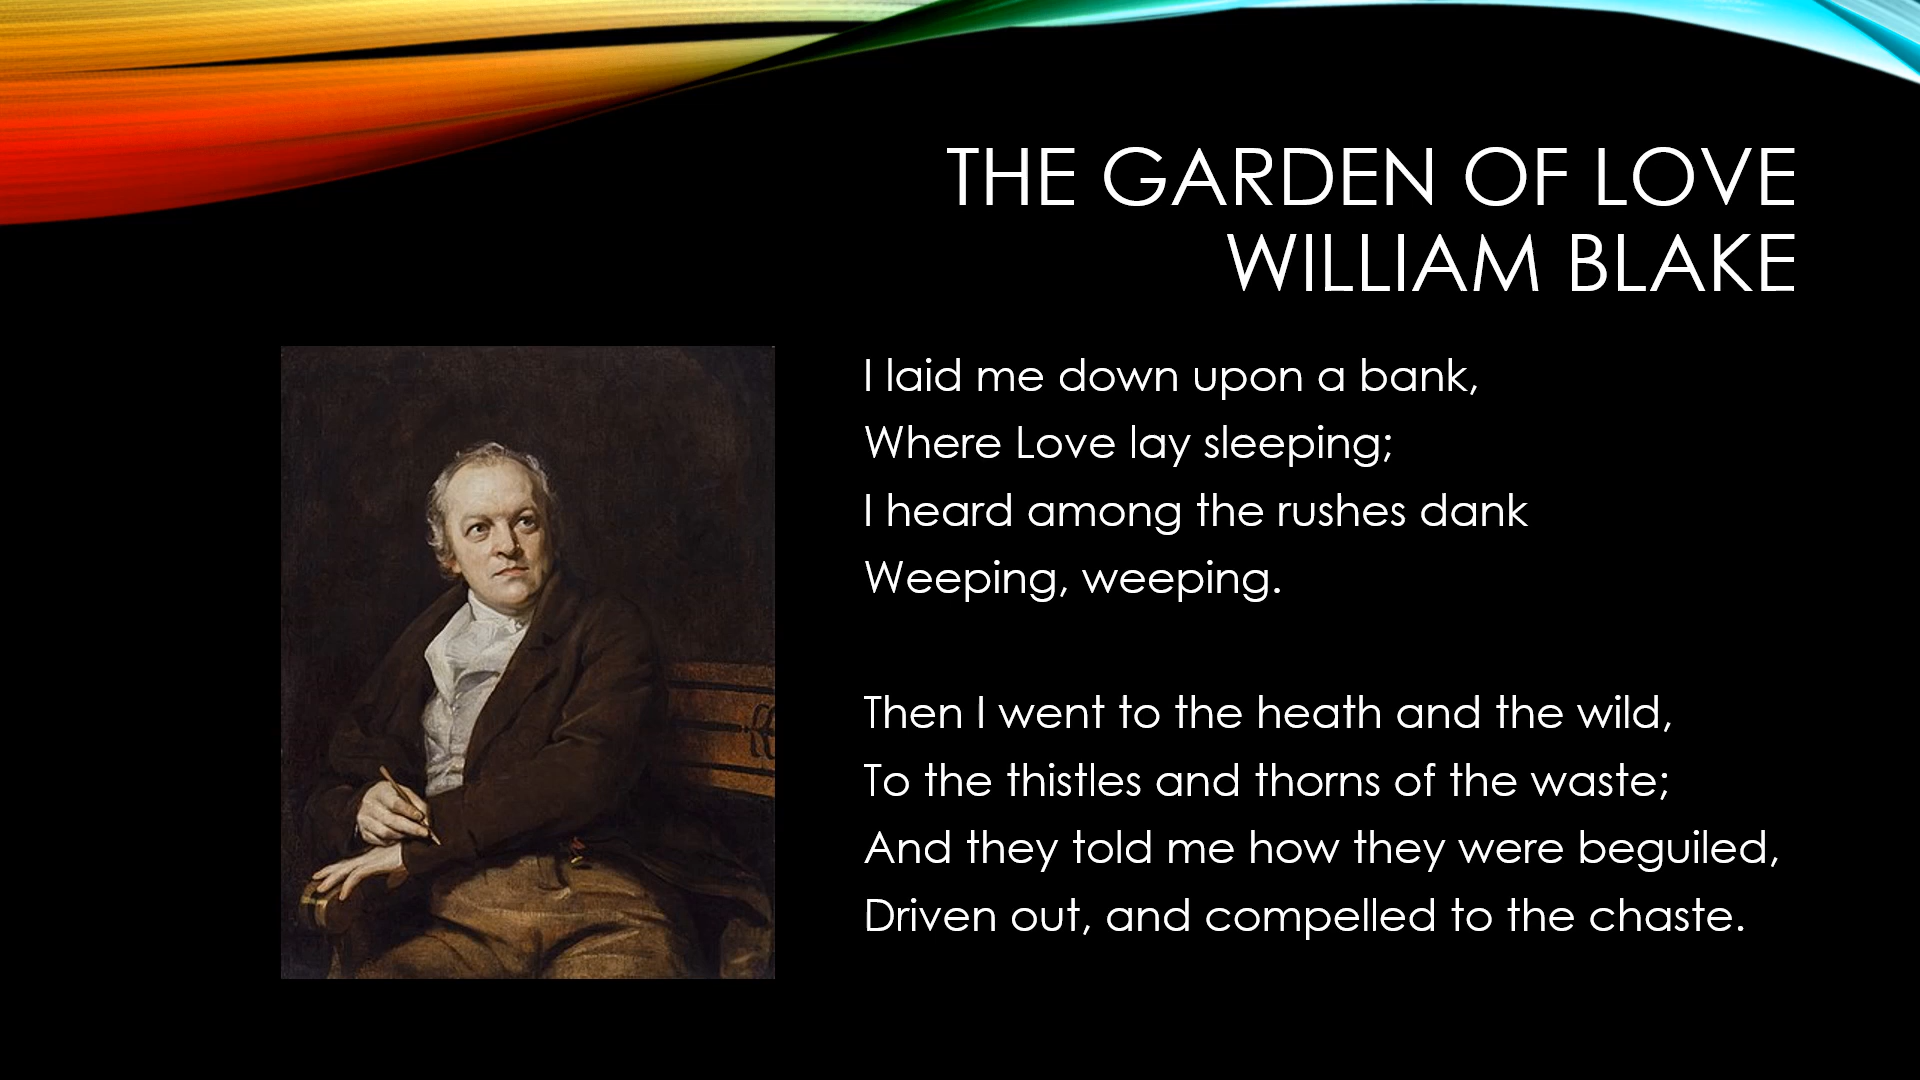 THE GARDEN OF LOVE
WILLIAM BLAKE
I laid me down upon a bank,
Where Love lay sleeping;
I heard among the rushes dank
Weeping, weeping.
Then I went to the heath and the wild,
To the thistles and thorns of the waste;
And they told me how they were beguiled,
Driven out, and compelled to the chaste.